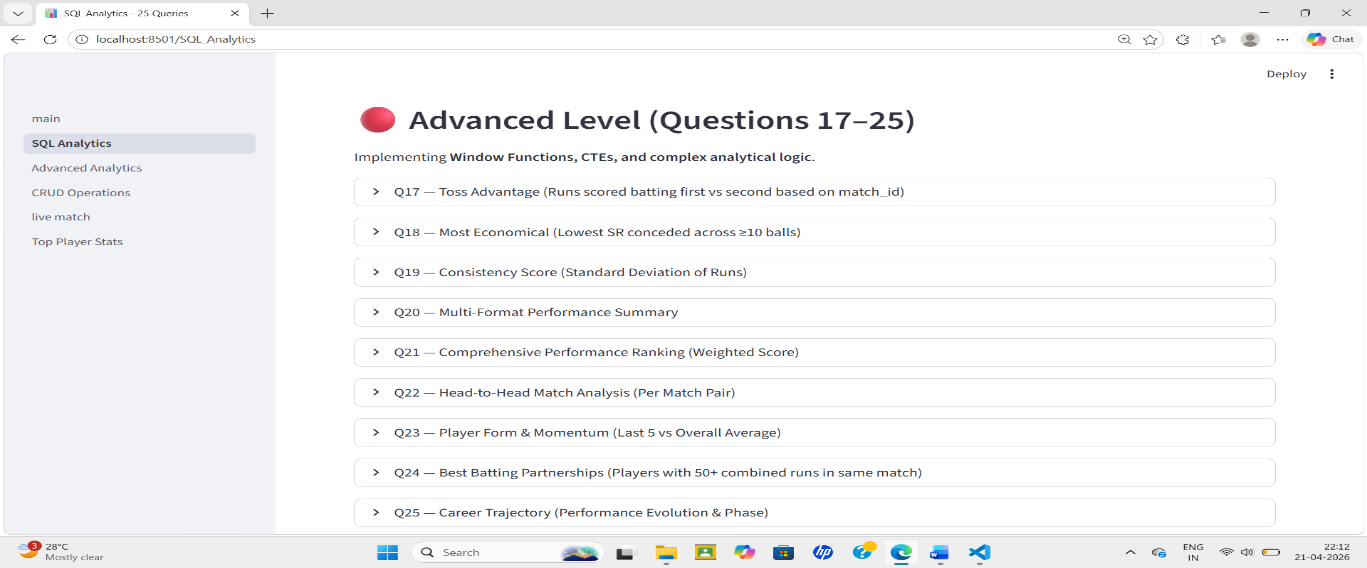 SQL Analytics - 25 Queries
localhost:8501/SQL_Analytics
Chat
Deploy
main
SQL Analytics
Advanced Analytics
CRUD Operations
live match
Top Player Stats
Advanced Level (Questions 17–25)
Implementing Window Functions, CTEs, and complex analytical logic.
Q17 — Toss Advantage (Runs scored batting first vs second based on match_id)
Q18 — Most Economical (Lowest SR conceded across ≥10 balls)
Q19 — Consistency Score (Standard Deviation of Runs)
Q20 — Multi-Format Performance Summary
Q21 — Comprehensive Performance Ranking (Weighted Score)
Q22 — Head-to-Head Match Analysis (Per Match Pair)
Q23 — Player Form & Momentum (Last 5 vs Overall Average)
Q24 — Best Batting Partnerships (Players with 50+ combined runs in same match)
Q25 — Career Trajectory (Performance Evolution & Phase)
3
28°C
Mostly clear
Search
hp
ENG
IN
22:12
21-04-2026